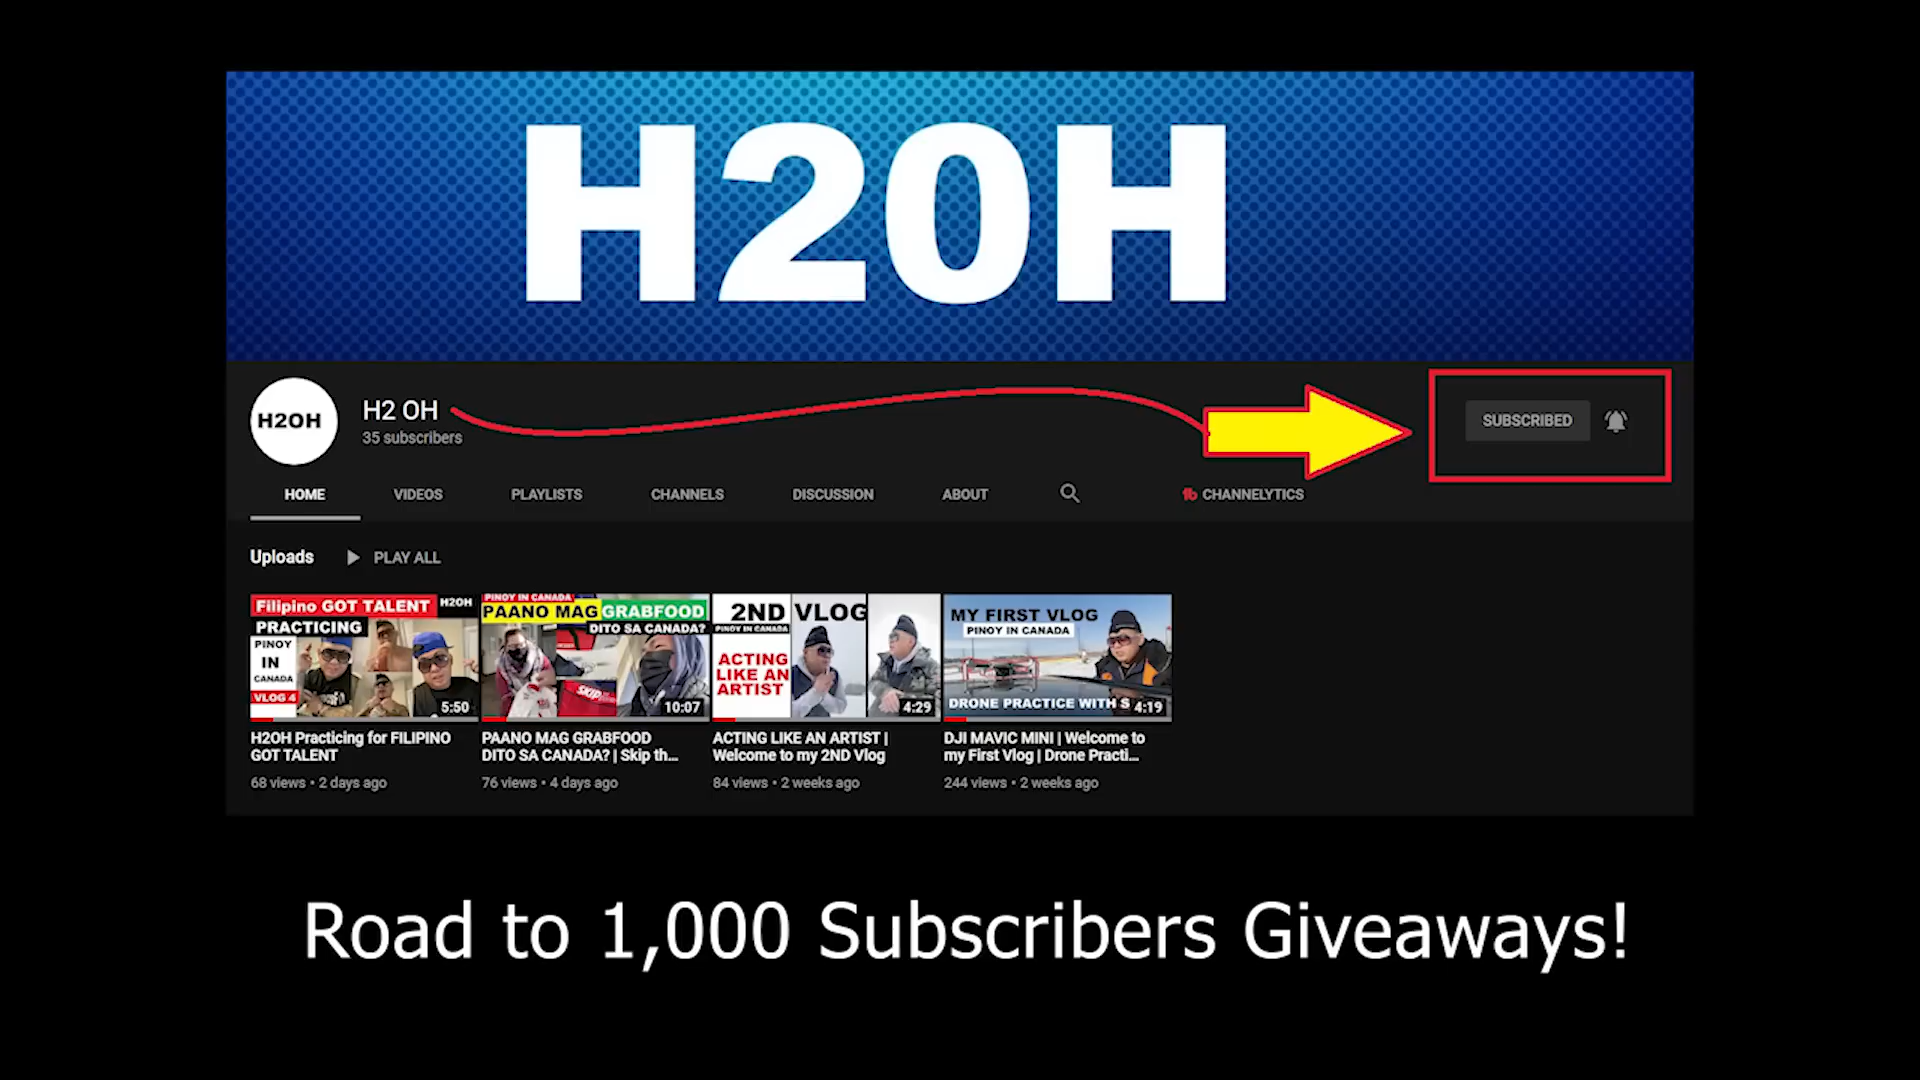 H2OH
H2OH
H2 OH
35 subscribers
SUBSCRIBED
HOME
VIDEOS
PLAYLISTS
CHANNELS
DISCUSSION
ABOUT
CHANNELYTICS
Uploads
PLAY ALL
Filipino GOT TALENT
H2OH
PRACTICING
PINOY
IN
CANADA
VLOG 4
5:50
H2OH Practicing for FILIPINO
GOT TALENT
68 views • 2 days ago
PINOY IN CANADA
PAANO MAG GRABFOOD
DITO SA CANADA?
SKIP
10:07
PAANO MAG GRABFOOD
DITO SA CANADA? | Skip th...
76 views • 4 days ago
2ND VLOG
PINOY IN CANADA
ACTING
LIKE AN
ARTIST
4:29
ACTING LIKE AN ARTIST |
Welcome to my 2ND Vlog
84 views • 2 weeks ago
MY FIRST VLOG
PINOY IN CANADA
DRONE PRACTICE WITH S
4:19
DJI MAVIC MINI | Welcome to
my First Vlog | Drone Practi...
244 views • 2 weeks ago
Road to 1,000 Subscribers Giveaways!